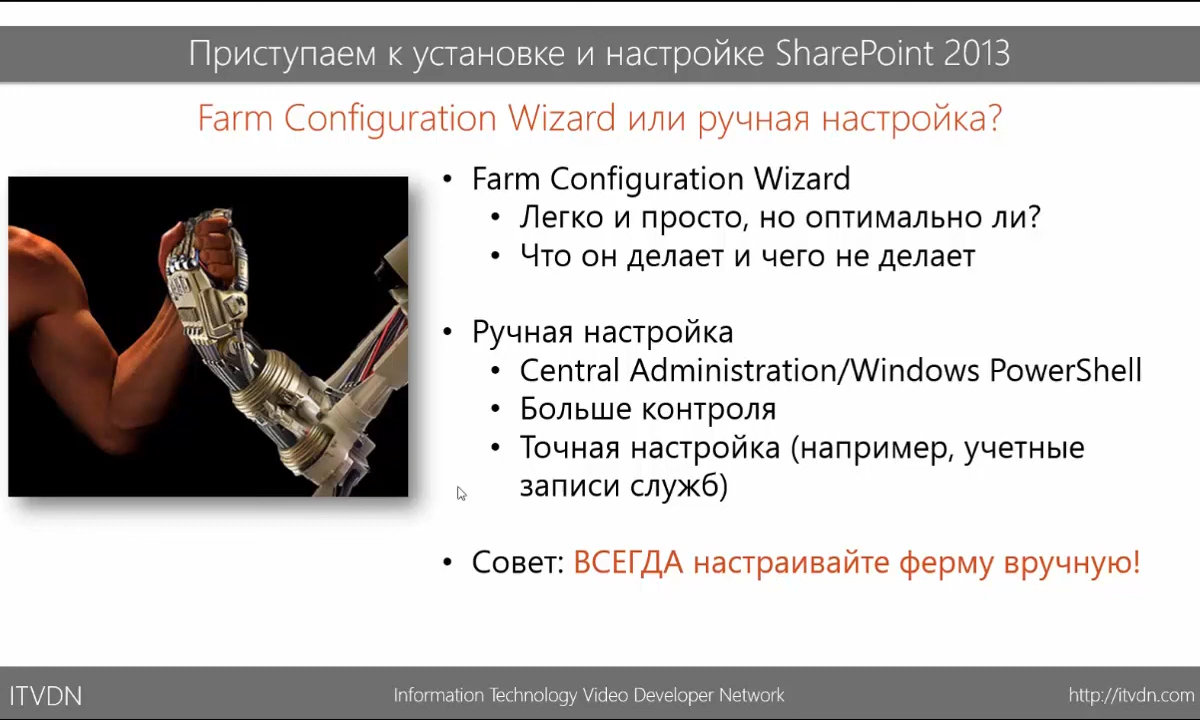 Приступаем к установке и настройке SharePoint 2013
Farm Configuration Wizard или ручная настройка?
• Farm Configuration Wizard
• Легко и просто, но оптимально ли?
• Что он делает и чего не делает
• Ручная настройка
• Central Administration/Windows PowerShell
• Больше контроля
• Точная настройка (например, учетные
записи служб)
• Совет: ВСЕГДА настраивайте ферму вручную!
ITVDN
Information Technology Video Developer Network
http://itvdn.com